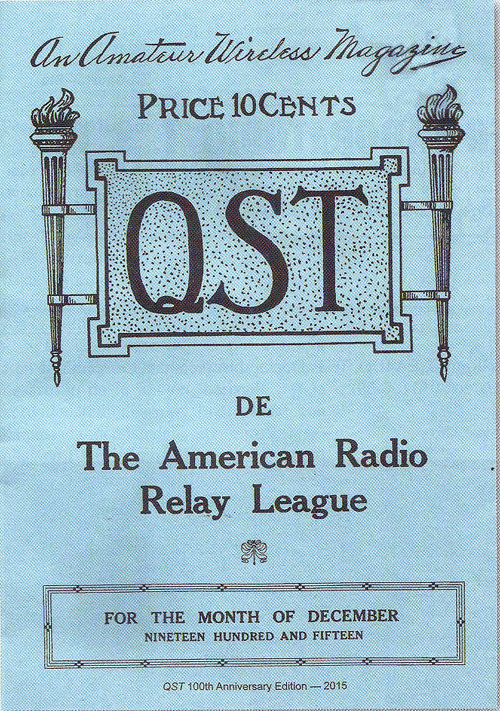 An Amateur Wireless Magazine
PRICE 10 CENTS
QST
DE
The American Radio
Relay League
FOR THE MONTH OF DECEMBER
NINETEEN HUNDRED AND FIFTEEN
QST 100th Anniversary Edition — 2015